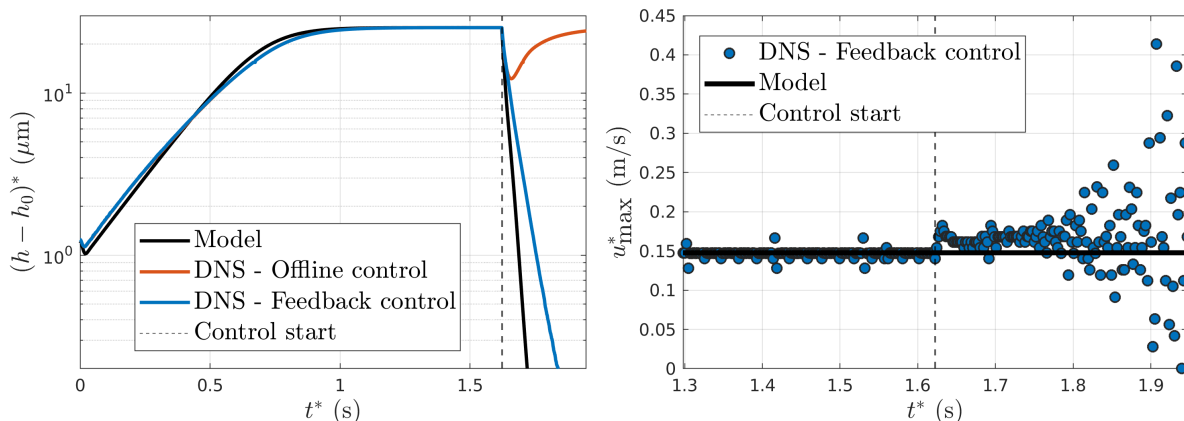 10^1
10^0
(h − h_0)^* (μm)
Model
DNS - Offline control
DNS - Feedback control
Control start
0
0.5
1
1.5
t^* (s)
0.45
0.4
0.35
0.3
0.25
0.2
0.15
0.1
0.05
0
u^*_max (m/s)
DNS - Feedback control
Model
Control start
1.3
1.4
1.5
1.6
1.7
1.8
1.9
t^* (s)